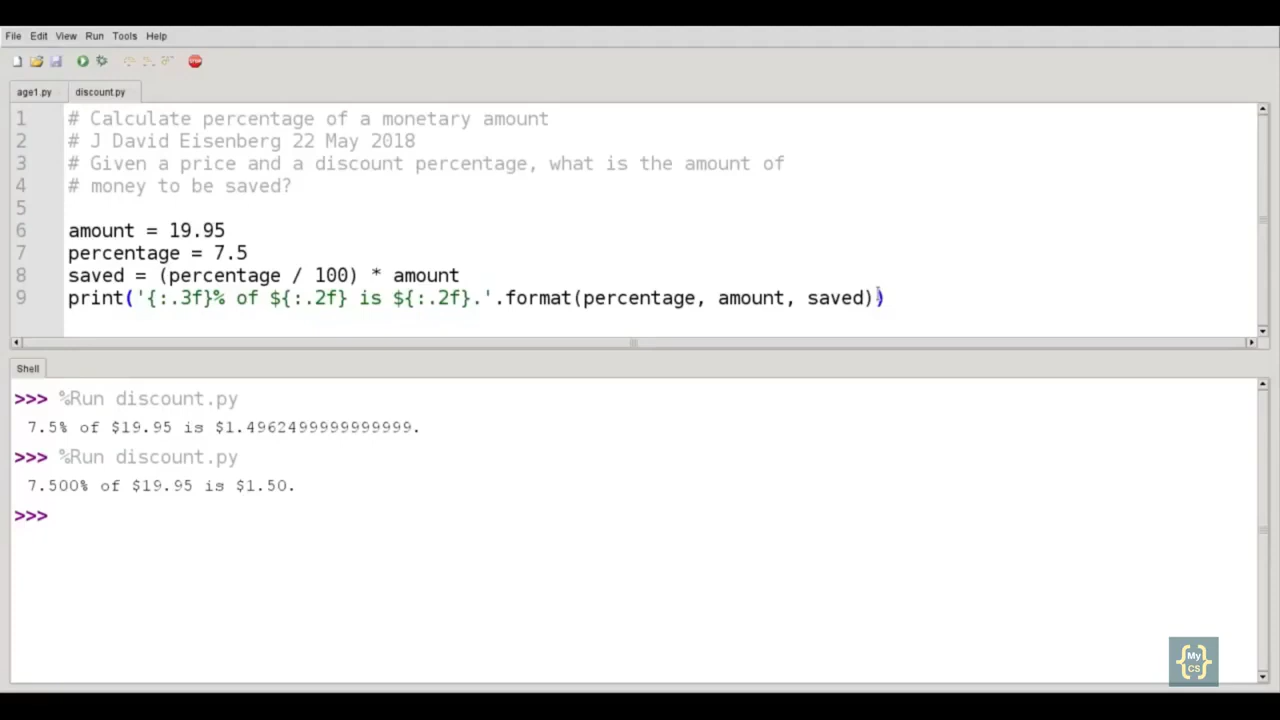 File Edit View Run Tools Help
STOP
age1.py discount.py
1 # Calculate percentage of a monetary amount
2 # J David Eisenberg 22 May 2018
3 # Given a price and a discount percentage, what is the amount of
4 # money to be saved?
5
6 amount = 19.95
7 percentage = 7.5
8 saved = (percentage / 100) * amount
9 print('{:.3f}% of ${:.2f} is ${:.2f}.'.format(percentage, amount, saved))
Shell
>>> %Run discount.py
7.5% of $19.95 is $1.4962499999999999.
>>> %Run discount.py
7.500% of $19.95 is $1.50.
>>>
{My
CS}